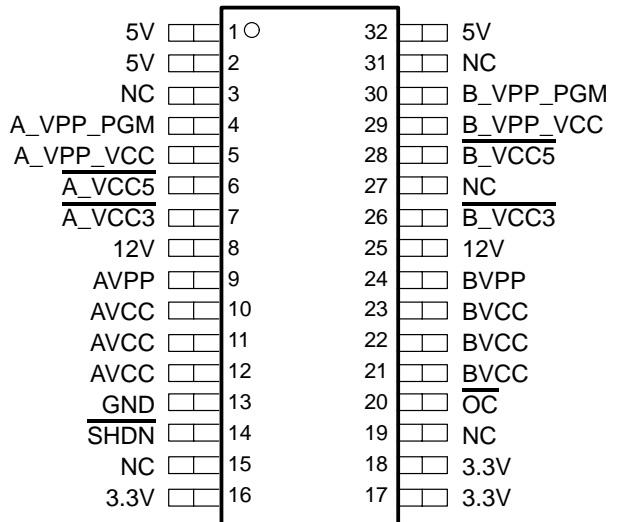 5V 1 32 5V
5V 2 31 NC
NC 3 30 B_VPP_PGM
A_VPP_PGM 4 29 B_VPP_VCC
A_VPP_VCC 5 28 B_VCC5
A_VCC5 6 27 NC
A_VCC3 7 26 B_VCC3
12V 8 25 12V
AVPP 9 24 BVPP
AVCC 10 23 BVCC
AVCC 11 22 BVCC
AVCC 12 21 BVCC
GND 13 20 OC
SHDN 14 19 NC
NC 15 18 3.3V
3.3V 16 17 3.3V